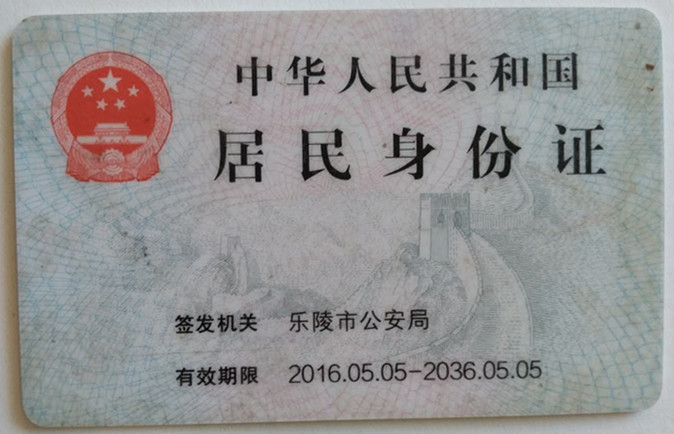 中华人民共和国
居民身份证
签发机关 乐陵市公安局
有效期限 2016.05.05-2036.05.05